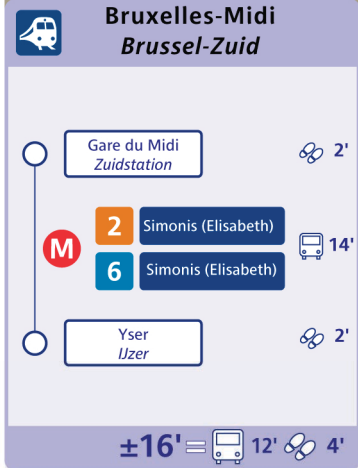 Bruxelles-Midi
Brussel-Zuid
Gare du Midi
Zuidstation
2'
M
2 Simonis (Elisabeth)
6 Simonis (Elisabeth)
14'
Yser
IJzer
2'
±16' = 12' 4'